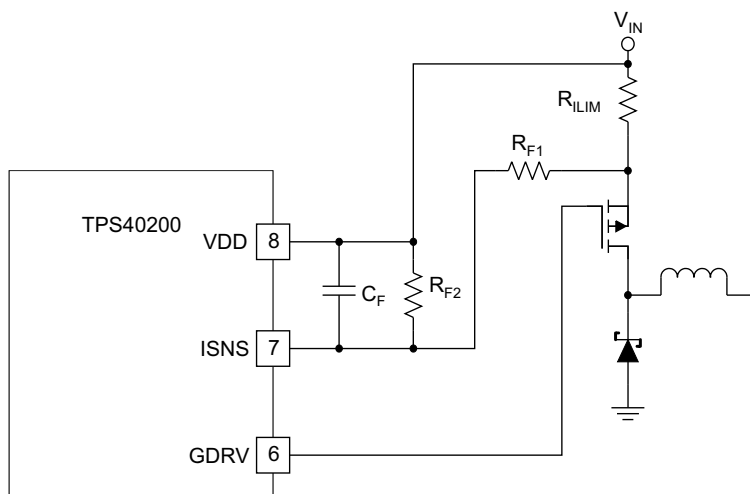 V_IN
R_ILIM
R_F1
TPS40200
VDD 8
C_F
R_F2
ISNS 7
GDRV 6